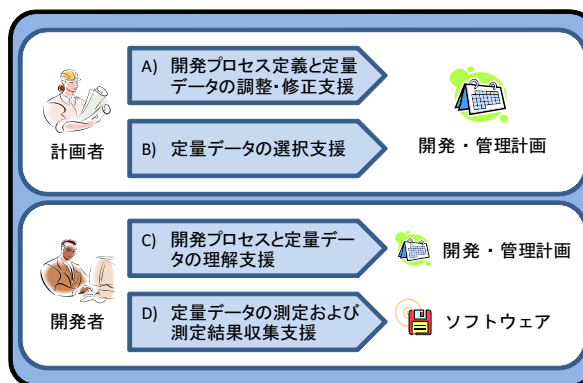 A) 開発プロセス定義と定量
データの調整・修正支援
B) 定量データの選択支援
計画者
開発・管理計画
C) 開発プロセスと定量デー
タの理解支援
開発・管理計画
D) 定量データの測定および
測定結果収集支援
開発者
ソフトウェア